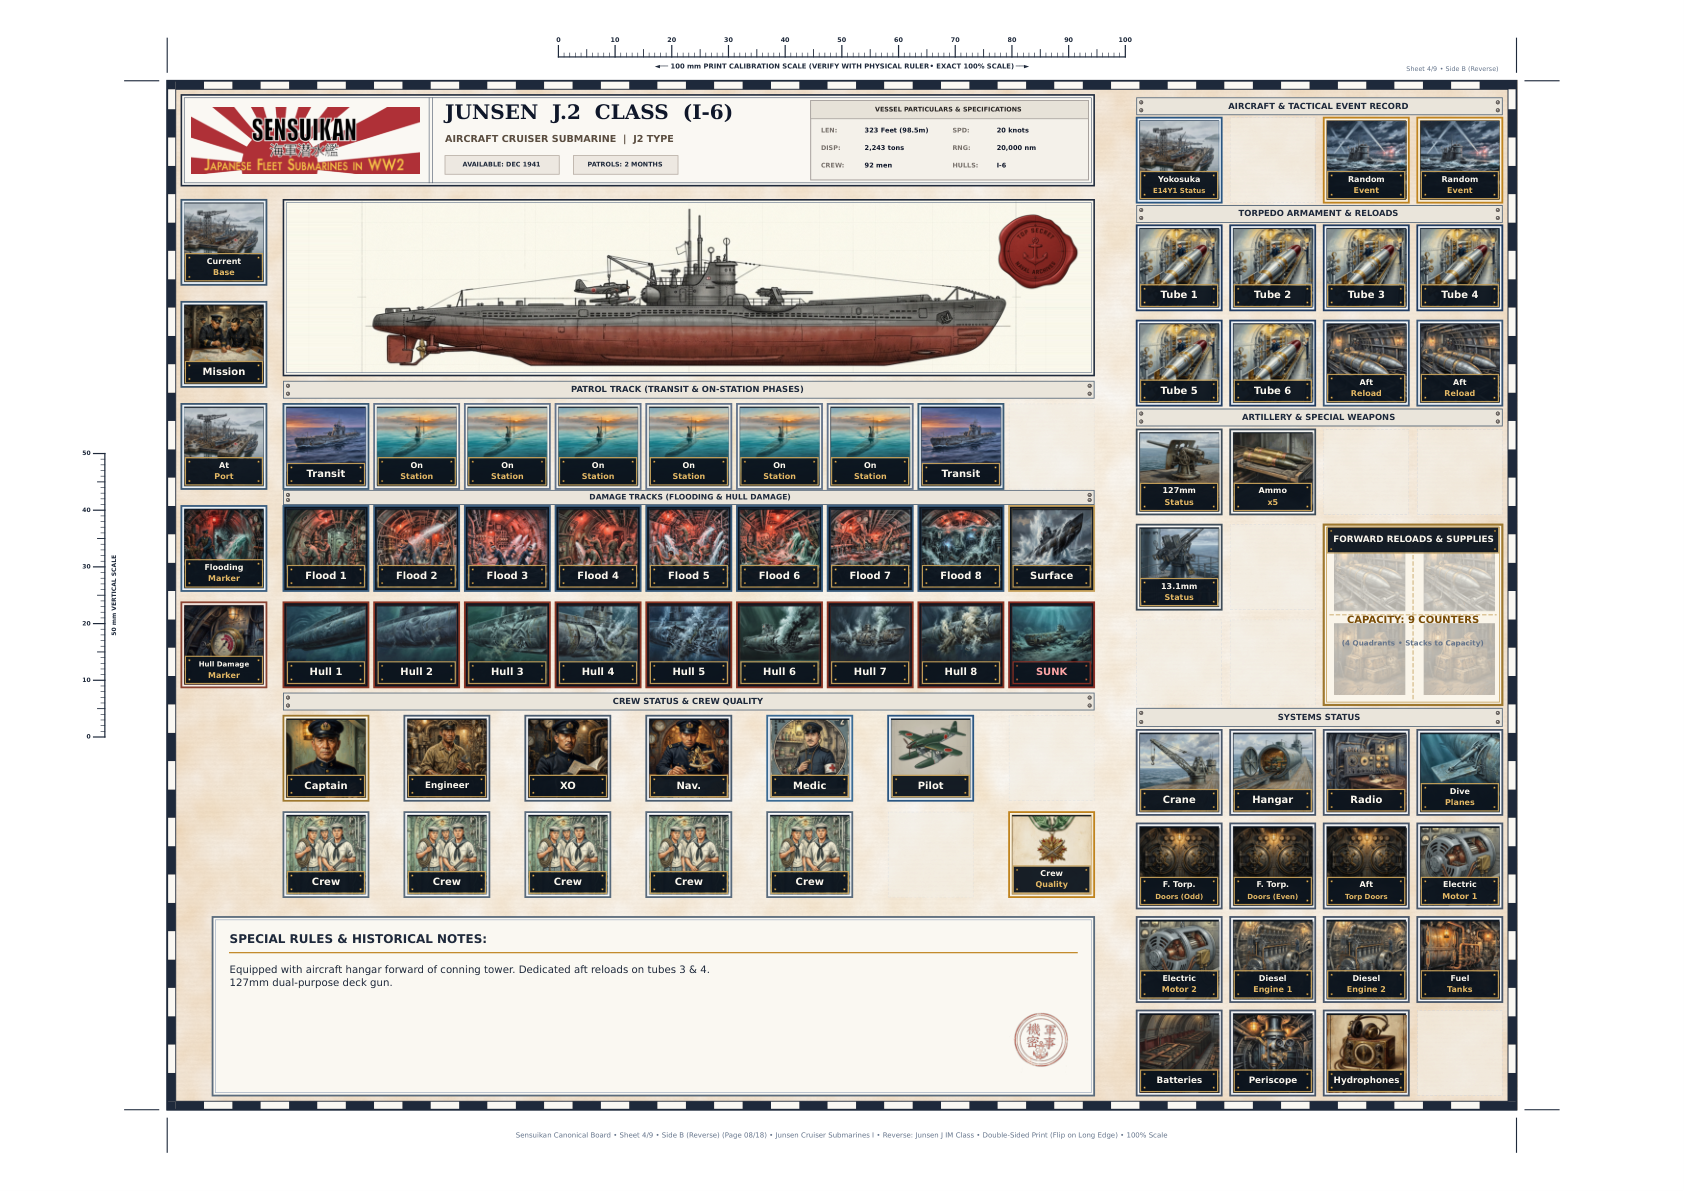 0 10 20 30 40 50 60 70 80 90 100
100 mm PRINT CALIBRATION SCALE (VERIFY WITH PHYSICAL RULER• EXACT 100% SCALE)
Sheet 4/9 • Side B (Reverse)
SENSUIKAN
海軍潜水艦
JAPANESE FLEET SUBMARINES IN WW2
JUNSEN J.2 CLASS (I-6)
AIRCRAFT CRUISER SUBMARINE | J2 TYPE
AVAILABLE: DEC 1941
PATROLS: 2 MONTHS
VESSEL PARTICULARS & SPECIFICATIONS
LEN: 323 Feet (98.5m) SPD: 20 knots
DISP: 2,243 tons RNG: 20,000 nm
CREW: 92 men HULLS: I-6
Current
Base
Mission
TOP SECRET
NAVAL ARCHIVES
PATROL TRACK (TRANSIT & ON-STATION PHASES)
At
Port
Transit
On
Station
On
Station
On
Station
On
Station
On
Station
On
Station
Transit
DAMAGE TRACKS (FLOODING & HULL DAMAGE)
Flooding
Marker
Flood 1
Flood 2
Flood 3
Flood 4
Flood 5
Flood 6
Flood 7
Flood 8
Surface
Hull Damage
Marker
Hull 1
Hull 2
Hull 3
Hull 4
Hull 5
Hull 6
Hull 7
Hull 8
SUNK
CREW STATUS & CREW QUALITY
Captain
Engineer
XO
Nav.
Medic
Pilot
Crew
Crew
Crew
Crew
Crew
Crew
Quality
SPECIAL RULES & HISTORICAL NOTES:
Equipped with aircraft hangar forward of conning tower. Dedicated aft reloads on tubes 3 & 4.
127mm dual-purpose deck gun.
機軍
密事
AIRCRAFT & TACTICAL EVENT RECORD
Yokosuka
E14Y1 Status
Random
Event
Random
Event
TORPEDO ARMAMENT & RELOADS
Tube 1
Tube 2
Tube 3
Tube 4
Tube 5
Tube 6
Aft
Reload
Aft
Reload
ARTILLERY & SPECIAL WEAPONS
127mm
Status
Ammo
x5
13.1mm
Status
FORWARD RELOADS & SUPPLIES
CAPACITY: 9 COUNTERS
(4 Quadrants • Stacks to Capacity)
SYSTEMS STATUS
Crane
Hangar
Radio
Dive
Planes
F. Torp.
Doors (Odd)
F. Torp.
Doors (Even)
Aft
Torp Doors
Electric
Motor 1
Electric
Motor 2
Diesel
Engine 1
Diesel
Engine 2
Fuel
Tanks
Batteries
Periscope
Hydrophones
50
40
30
20
10
0
50 mm VERTICAL SCALE
Sensuikan Canonical Board • Sheet 4/9 • Side B (Reverse) (Page 08/18) • Junsen Cruiser Submarines I • Reverse: Junsen J IM Class • Double-Sided Print (Flip on Long Edge) • 100% Scale